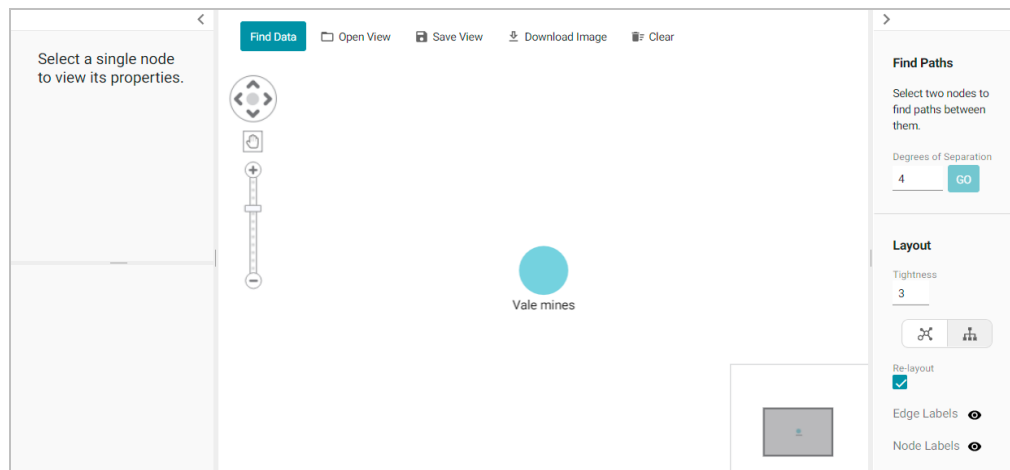 Select a single node
to view its properties.
Find Data
Open View
Save View
Download Image
Clear
Vale mines
Find Paths
Select two nodes to
find paths between
them.
Degrees of Separation
4
GO
Layout
Tightness
3
Re-layout
Edge Labels
Node Labels